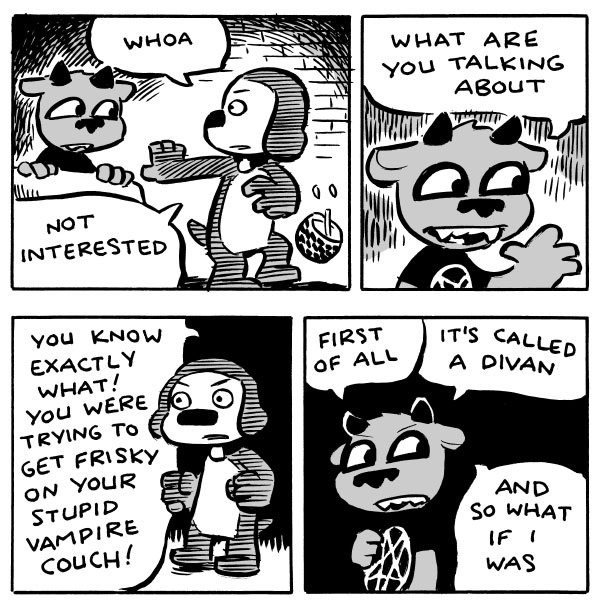 WHOA
NOT
INTERESTED
WHAT ARE
YOU TALKING
ABOUT
YOU KNOW
EXACTLY
WHAT!
YOU WERE
TRYING TO
GET FRISKY
ON YOUR
STUPID
VAMPIRE
COUCH!
FIRST
OF ALL
IT'S CALLED
A DIVAN
AND
SO WHAT
IF I
WAS